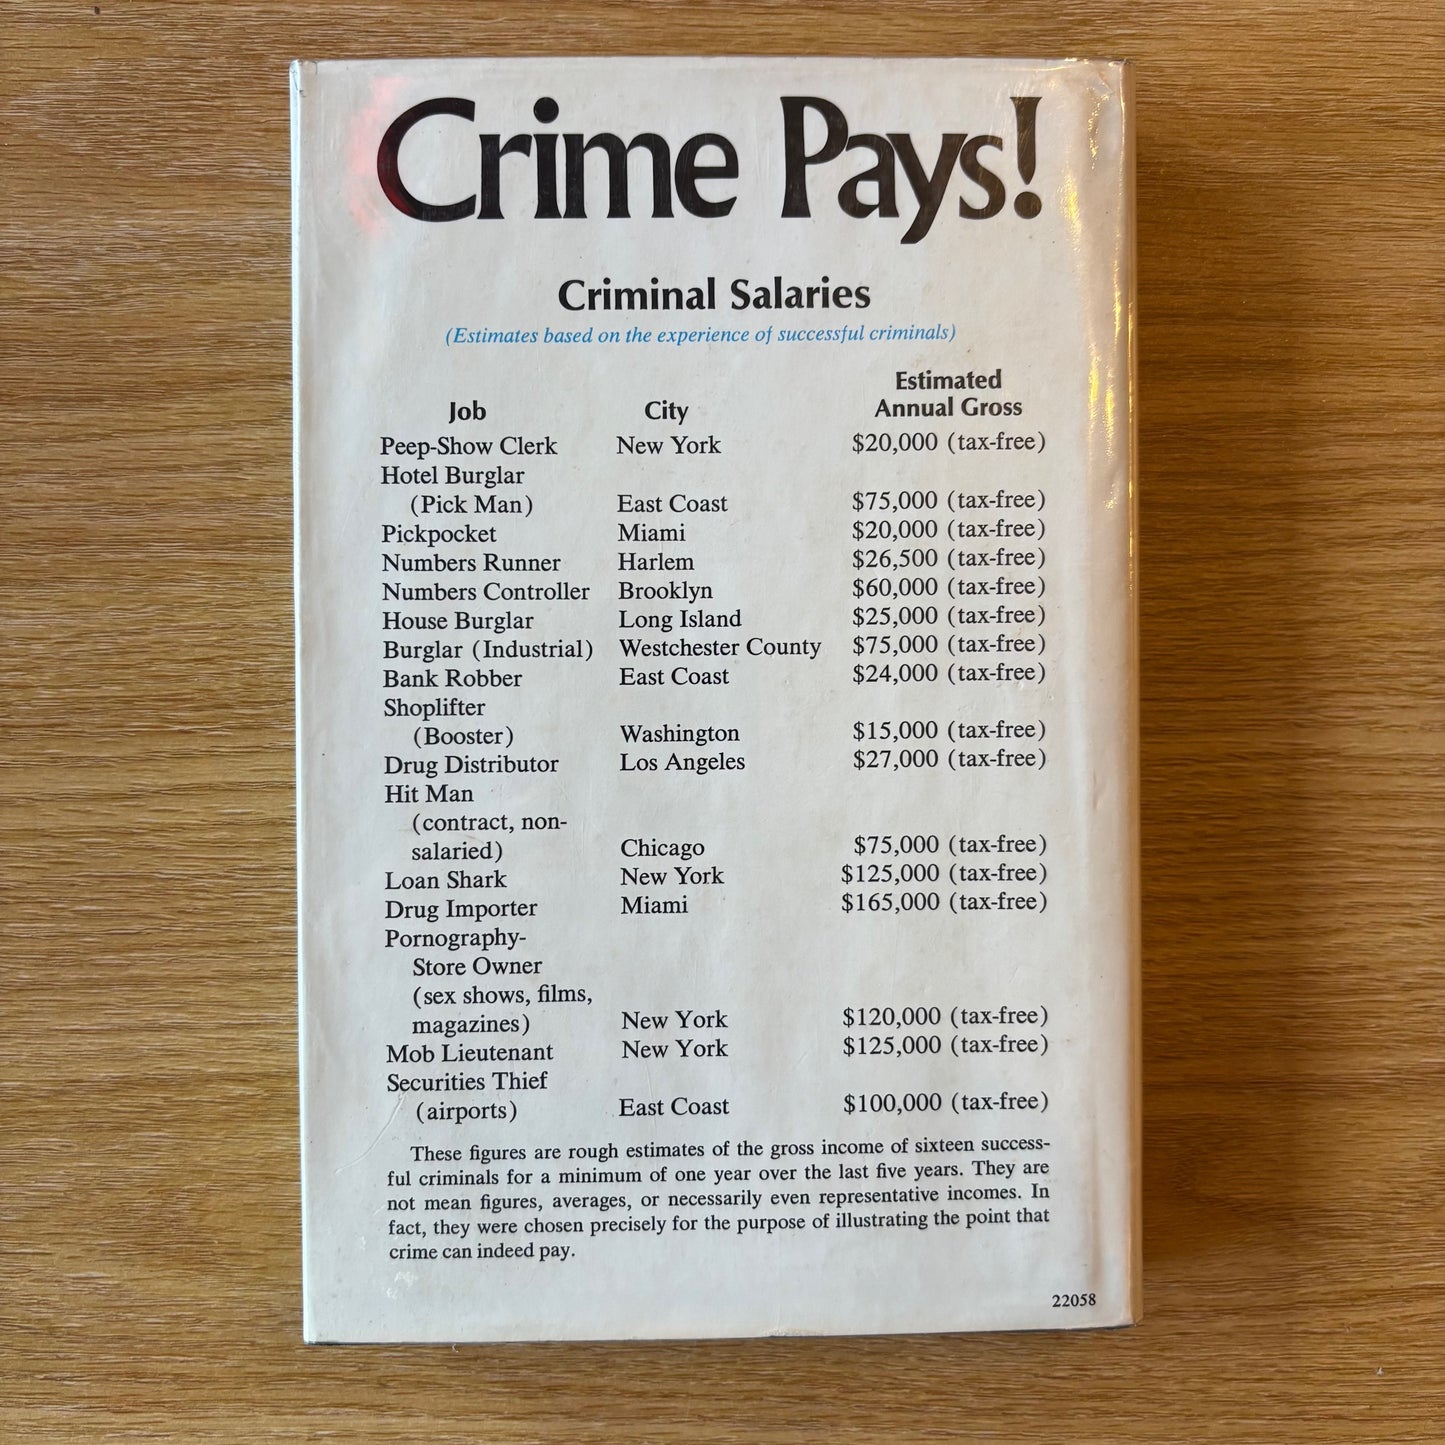 Crime Pays!
Criminal Salaries
(Estimates based on the experience of successful criminals)
Job City Estimated Annual Gross
Peep-Show Clerk New York $20,000 (tax-free)
Hotel Burglar
(Pick Man) East Coast $75,000 (tax-free)
Pickpocket Miami $20,000 (tax-free)
Numbers Runner Harlem $26,500 (tax-free)
Numbers Controller Brooklyn $60,000 (tax-free)
House Burglar Long Island $25,000 (tax-free)
Burglar (Industrial) Westchester County $75,000 (tax-free)
Bank Robber East Coast $24,000 (tax-free)
Shoplifter
(Booster) Washington $15,000 (tax-free)
Drug Distributor Los Angeles $27,000 (tax-free)
Hit Man
(contract, non-
salaried) Chicago $75,000 (tax-free)
Loan Shark New York $125,000 (tax-free)
Drug Importer Miami $165,000 (tax-free)
Pornography-
Store Owner
(sex shows, films,
magazines) New York $120,000 (tax-free)
Mob Lieutenant New York $125,000 (tax-free)
Securities Thief
(airports) East Coast $100,000 (tax-free)
These figures are rough estimates of the gross income of sixteen success-
ful criminals for a minimum of one year over the last five years. They are
not mean figures, averages, or necessarily even representative incomes. In
fact, they were chosen precisely for the purpose of illustrating the point that
crime can indeed pay.
22058